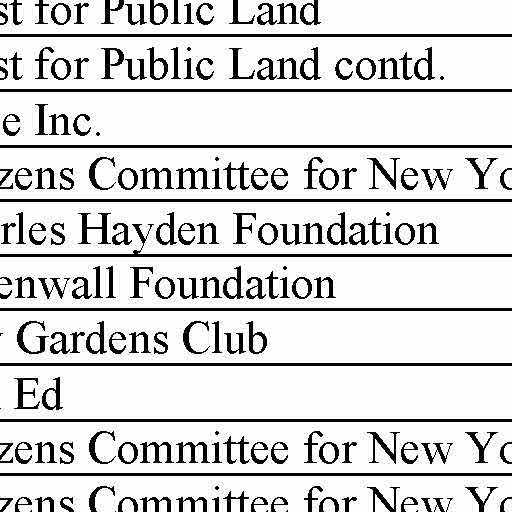 st for Public Land
st for Public Land contd.
e Inc.
zens Committee for New Yo
rles Hayden Foundation
enwall Foundation
Gardens Club
Ed
zens Committee for New Yo
zens Committee for New Yo